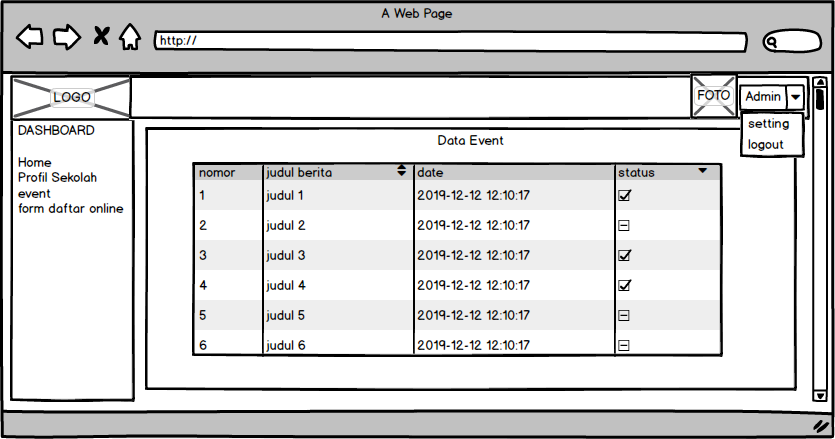 A Web Page
http://
LOGO
FOTO
Admin
setting
logout
DASHBOARD
Home
Profil Sekolah
event
form daftar online
Data Event
nomor judul berita date status
1 judul 1 2019-12-12 12:10:17
2 judul 2 2019-12-12 12:10:17
3 judul 3 2019-12-12 12:10:17
4 judul 4 2019-12-12 12:10:17
5 judul 5 2019-12-12 12:10:17
6 judul 6 2019-12-12 12:10:17